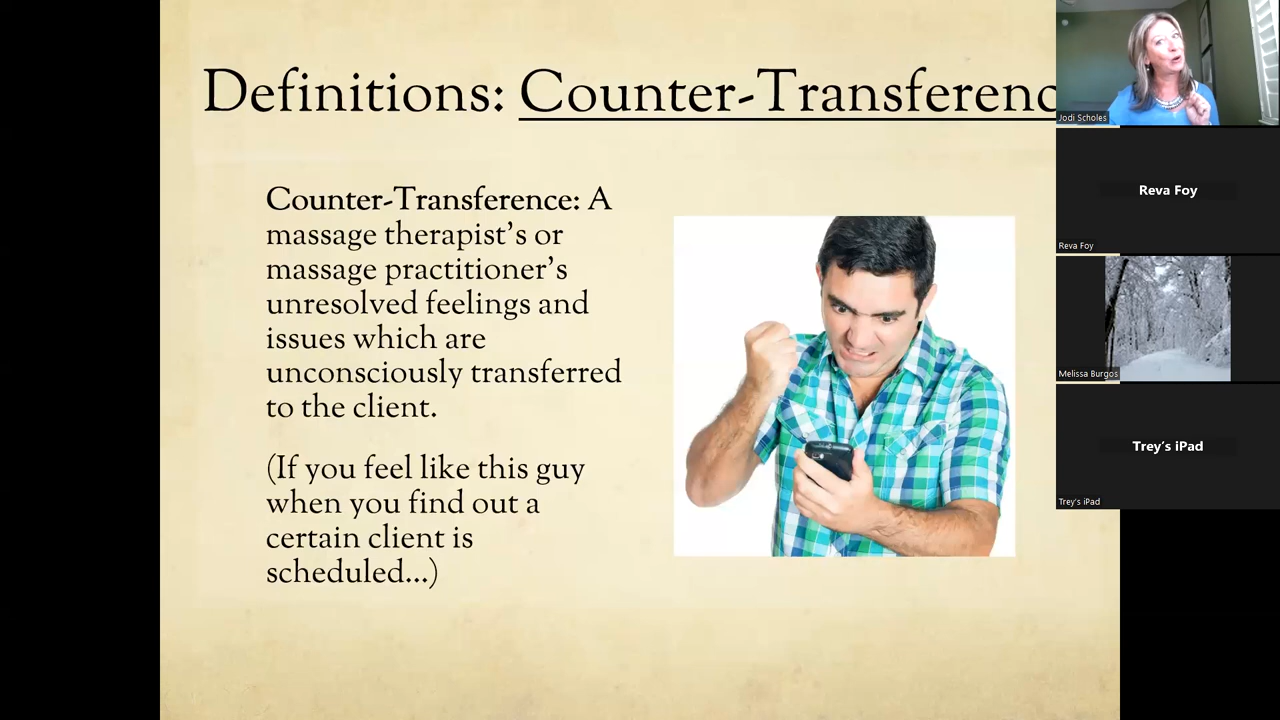 Definitions: Counter-Transferenc
Counter-Transference: A
massage therapist's or
massage practitioner's
unresolved feelings and
issues which are
unconsciously transferred
to the client.
(If you feel like this guy
when you find out a
certain client is
scheduled...)
Jodi Scholes
Reva Foy
Reva Foy
Melissa Burgos
Trey's iPad
Trey's iPad